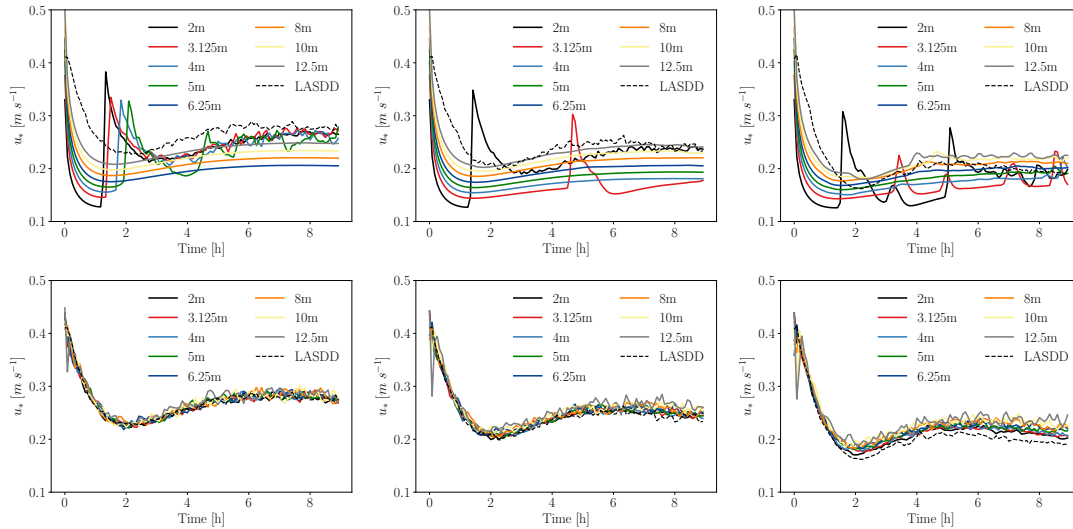 0.5
0.4
0.3
0.2
0.1
u* [m s⁻¹]
0 2 4 6 8
Time [h]
2m 8m
3.125m 10m
4m 12.5m
5m LASDD
6.25m
0.5
0.4
0.3
0.2
0.1
u* [m s⁻¹]
0 2 4 6 8
Time [h]
2m 8m
3.125m 10m
4m 12.5m
5m LASDD
6.25m
0.5
0.4
0.3
0.2
0.1
u* [m s⁻¹]
0 2 4 6 8
Time [h]
2m 8m
3.125m 10m
4m 12.5m
5m LASDD
6.25m
0.5
0.4
0.3
0.2
0.1
u* [m s⁻¹]
0 2 4 6 8
Time [h]
2m 8m
3.125m 10m
4m 12.5m
5m LASDD
6.25m
0.5
0.4
0.3
0.2
0.1
u* [m s⁻¹]
0 2 4 6 8
Time [h]
2m 8m
3.125m 10m
4m 12.5m
5m LASDD
6.25m
0.5
0.4
0.3
0.2
0.1
u* [m s⁻¹]
0 2 4 6 8
Time [h]
2m 8m
3.125m 10m
4m 12.5m
5m LASDD
6.25m